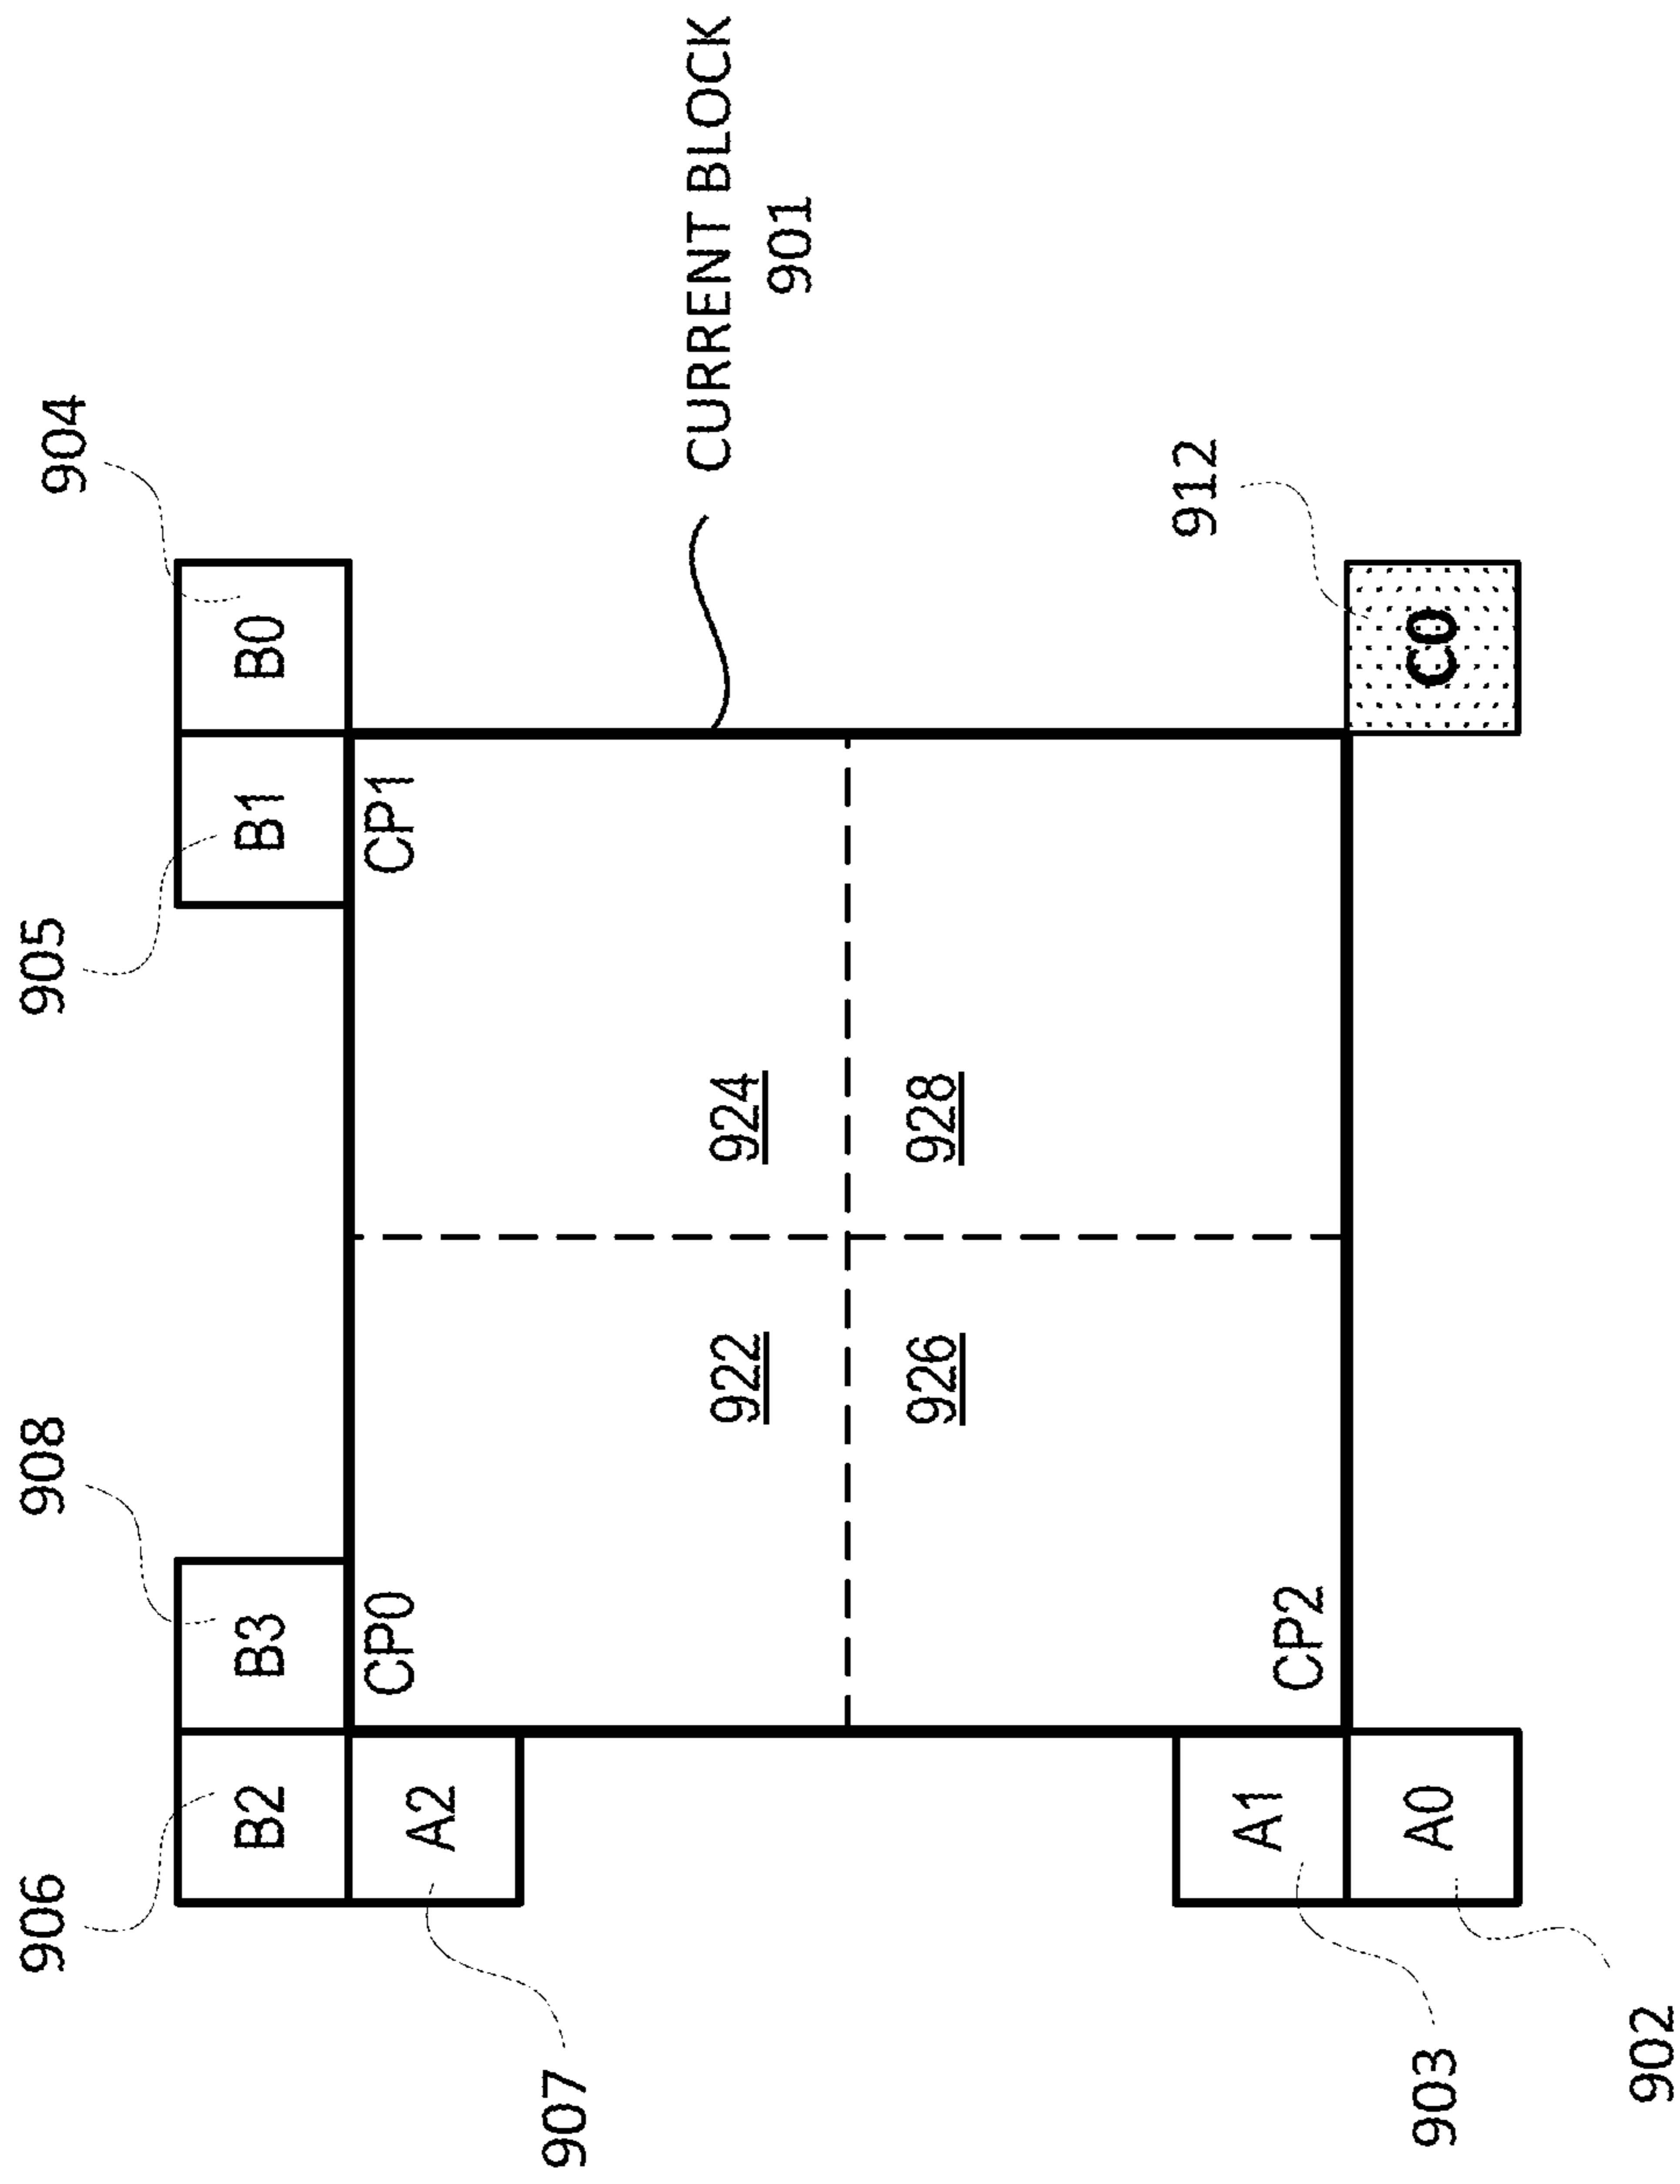 906
908
905
904
B2
B3
B1
B0
CP0
CP1
A2
907
CURRENT BLOCK
901
922
924
926
928
912
A1
CP2
903
A0
C0
902